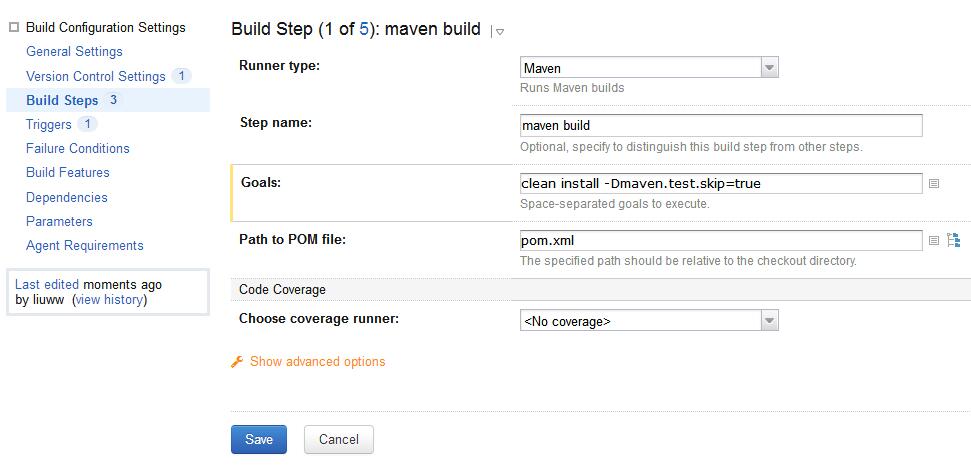 Build Configuration Settings
General Settings
Version Control Settings 1
Build Steps 3
Triggers 1
Failure Conditions
Build Features
Dependencies
Parameters
Agent Requirements
Last edited moments ago
by liuww (view history)
Build Step (1 of 5): maven build
Runner type: Maven
Runs Maven builds
Step name: maven build
Optional, specify to distinguish this build step from other steps.
Goals: clean install -Dmaven.test.skip=true
Space-separated goals to execute.
Path to POM file: pom.xml
The specified path should be relative to the checkout directory.
Code Coverage
Choose coverage runner: <No coverage>
Show advanced options
Save Cancel